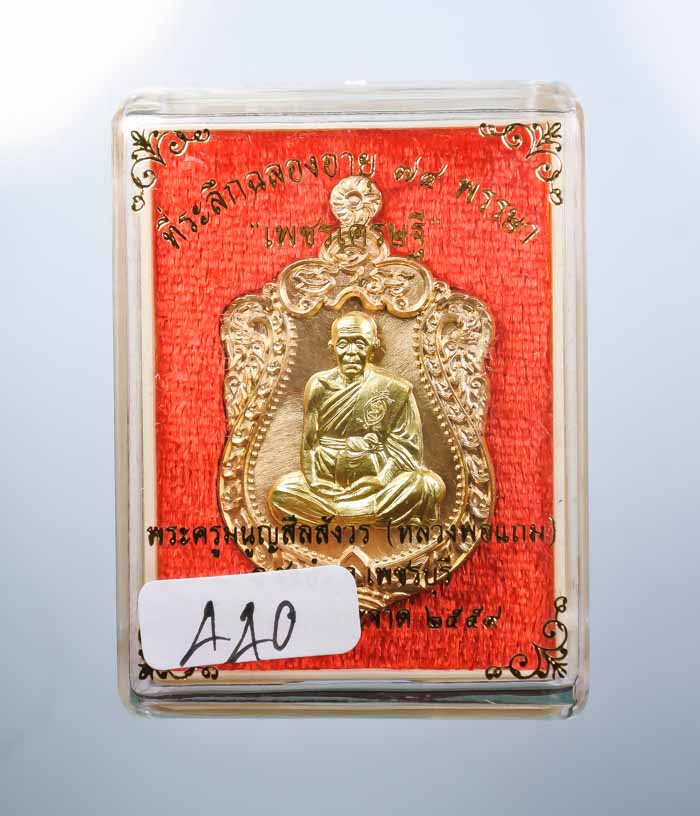 ที่ระลึกฉลองอายุ ๗๔ พรรษา
"เพชรเศรษฐี"
พระครูมนูญสีลสังวร (หลวงพ่อแถม)
จ.เพชรบุรี
๒๕๕๙